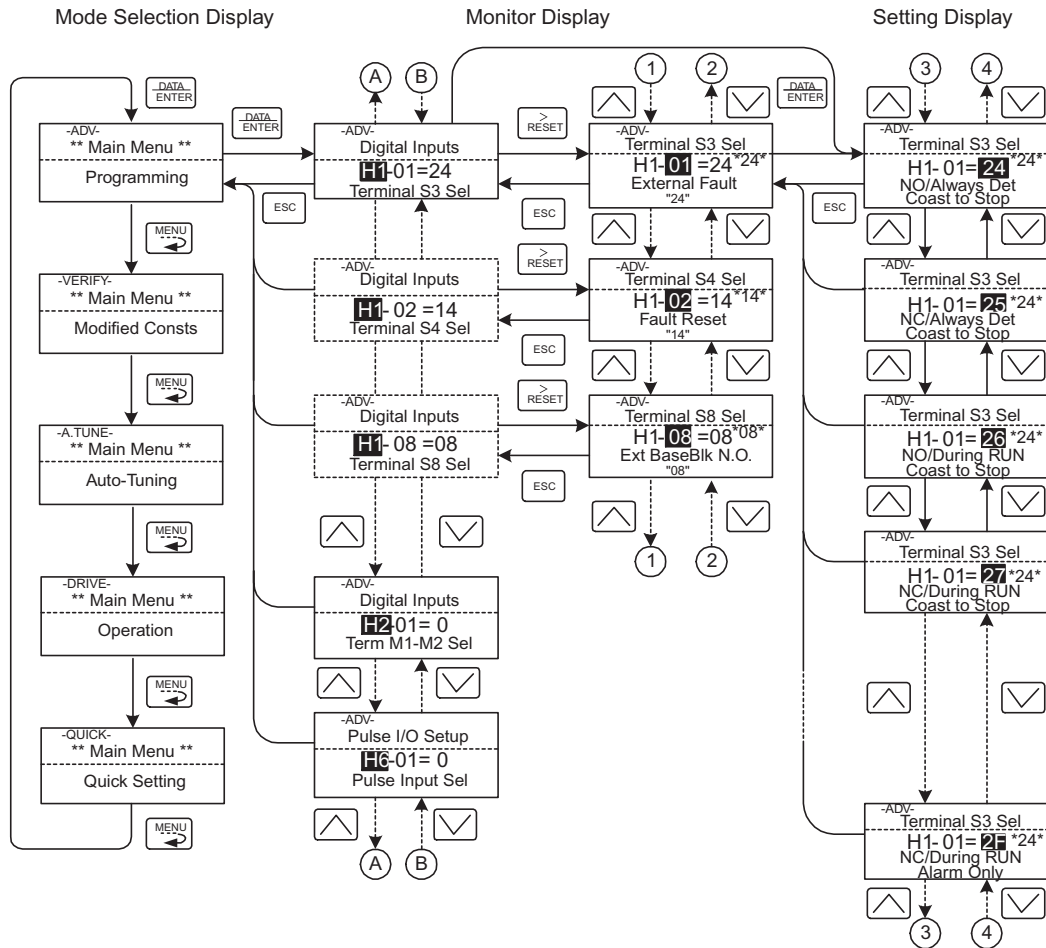 Mode Selection Display
Monitor Display
Setting Display
DATA
ENTER
-ADV-
** Main Menu **
Programming
MENU
-VERIFY-
** Main Menu **
Modified Consts
MENU
-A.TUNE-
** Main Menu **
Auto-Tuning
MENU
-DRIVE-
** Main Menu **
Operation
MENU
-QUICK-
** Main Menu **
Quick Setting
MENU
DATA
ENTER
ESC
A
B
-ADV-
Digital Inputs
H1-01=24
Terminal S3 Sel
-ADV-
Digital Inputs
H1- 02 =14
Terminal S4 Sel
-ADV-
Digital Inputs
H1- 08 =08
Terminal S8 Sel
-ADV-
Digital Inputs
H2-01= 0
Term M1-M2 Sel
-ADV-
Pulse I/O Setup
H6-01= 0
Pulse Input Sel
A
B
>
RESET
ESC
>
RESET
ESC
>
RESET
ESC
1
2
-ADV-
Terminal S3 Sel
H1- 01 =24 *24*
External Fault
"24"
-ADV-
Terminal S4 Sel
H1- 02 =14 *14*
Fault Reset
"14"
-ADV-
Terminal S8 Sel
H1- 08 =08 *08*
Ext BaseBlk N.O.
"08"
1
2
DATA
ENTER
ESC
3
4
-ADV-
Terminal S3 Sel
H1- 01= 24 *24*
NO/Always Det
Coast to Stop
-ADV-
Terminal S3 Sel
H1- 01= 25 *24*
NC/Always Det
Coast to Stop
-ADV-
Terminal S3 Sel
H1- 01= 26 *24*
NO/During RUN
Coast to Stop
-ADV-
Terminal S3 Sel
H1- 01= 27 *24*
NC/During RUN
Coast to Stop
-ADV-
Terminal S3 Sel
H1- 01= 2F *24*
NC/During RUN
Alarm Only
3
4